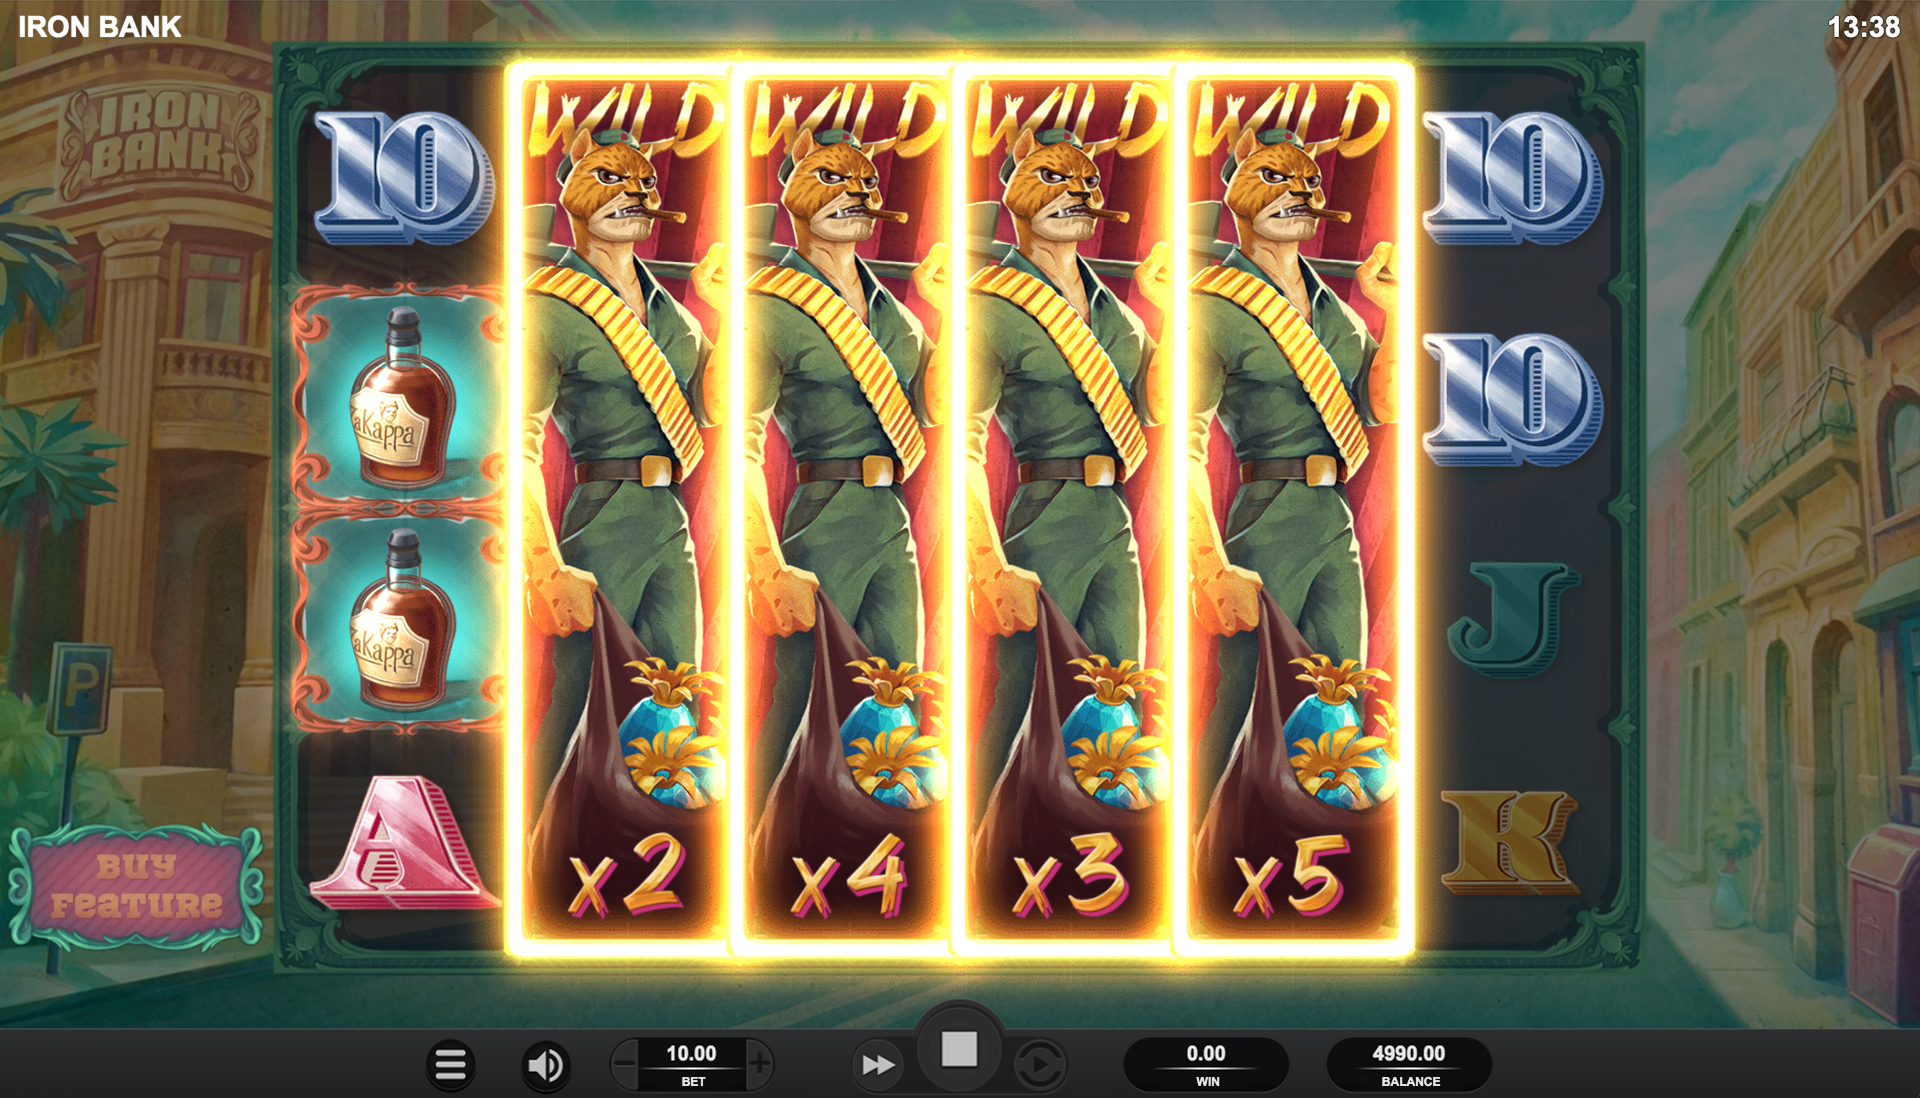 IRON BANK
13:38
IRON
BANK
WILD WILD WILD WILD
10 10
aKappa
10
aKappa
J
P
A
K
x2 x4 x3 x5
BUY
FEATURE
10.00
BET
0.00
WIN
4990.00
BALANCE